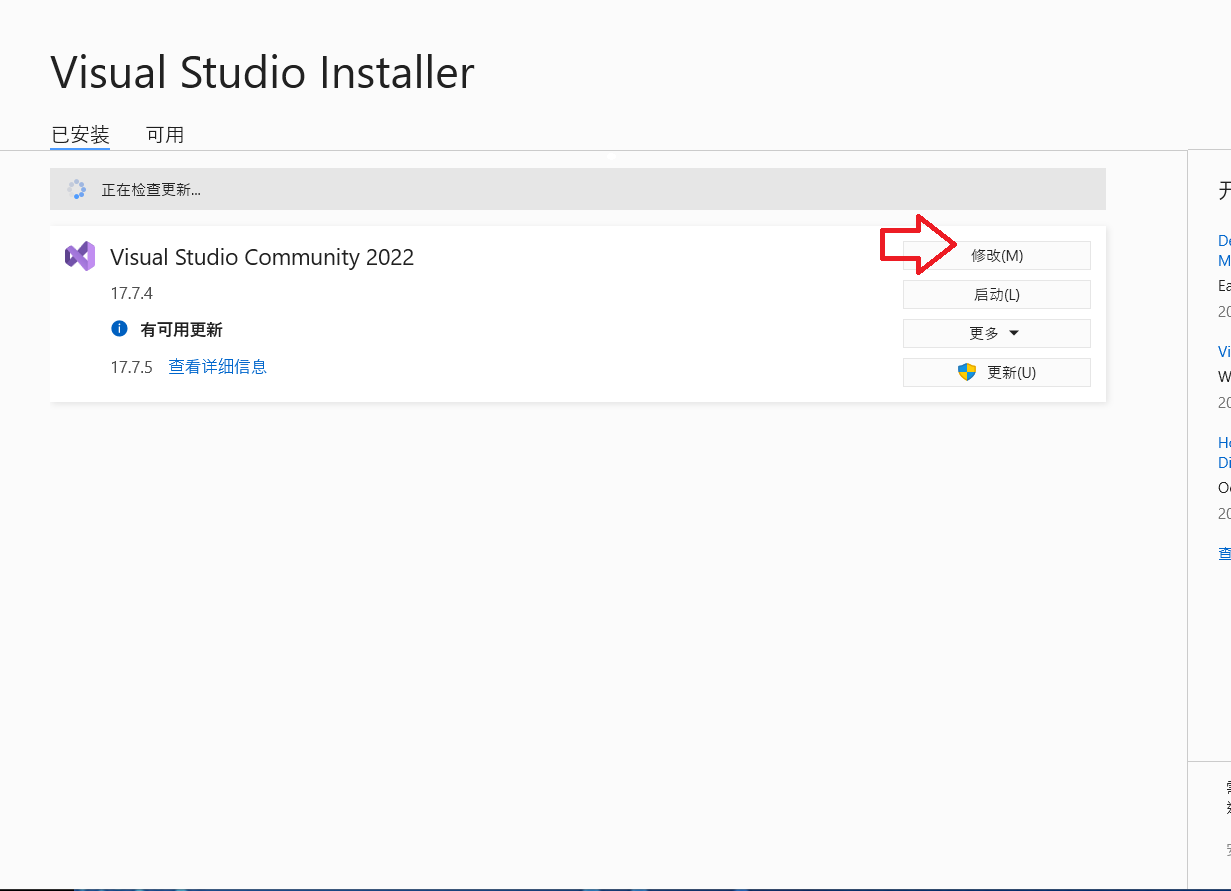 Visual Studio Installer
已安装 可用
正在检查更新...
Visual Studio Community 2022
17.7.4
有可用更新
17.7.5 查看详细信息
修改(M)
启动(L)
更多
更新(U)
开
De
M
Ea
20
Vi
W
20
Ho
Di
Oc
20
查